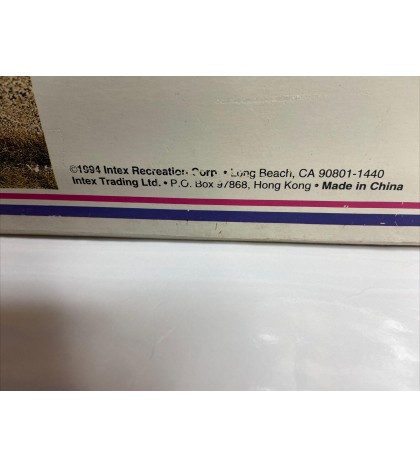 ©1994 Intex Recreation Corp. • Long Beach, CA 90801-1440
Intex Trading Ltd. • P.O. Box 97868, Hong Kong • Made in China